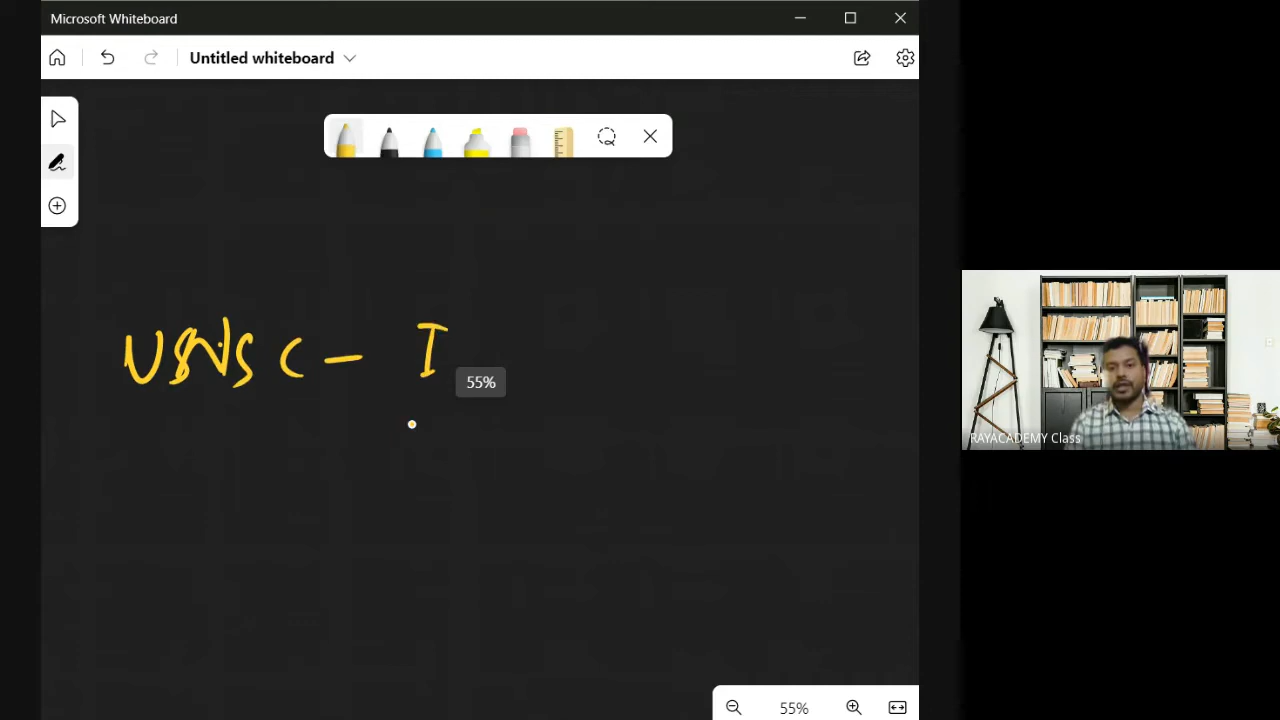 Microsoft Whiteboard
Untitled whiteboard
UNSC - I
55%
RAYACADEMY Class
55%